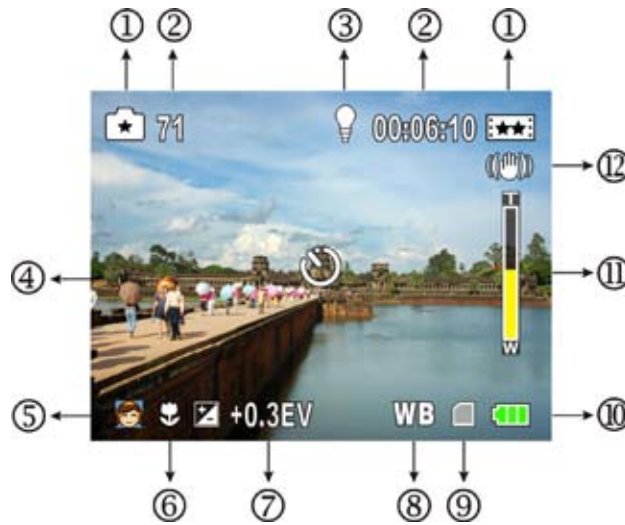 ① ② ③ ② ①
71 00:06:10
⑫
T
④ ⑪
W
⑤ +0.3EV WB ⑩
⑥ ⑦ ⑧ ⑨